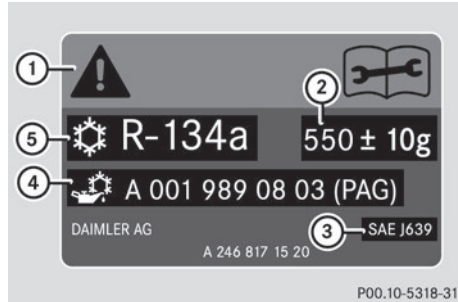 1
2
5 R-134a 550 ± 10g
4 A 001 989 08 03 (PAG)
DAIMLER AG 3 SAE J639
A 246 817 15 20
P00.10-5318-31